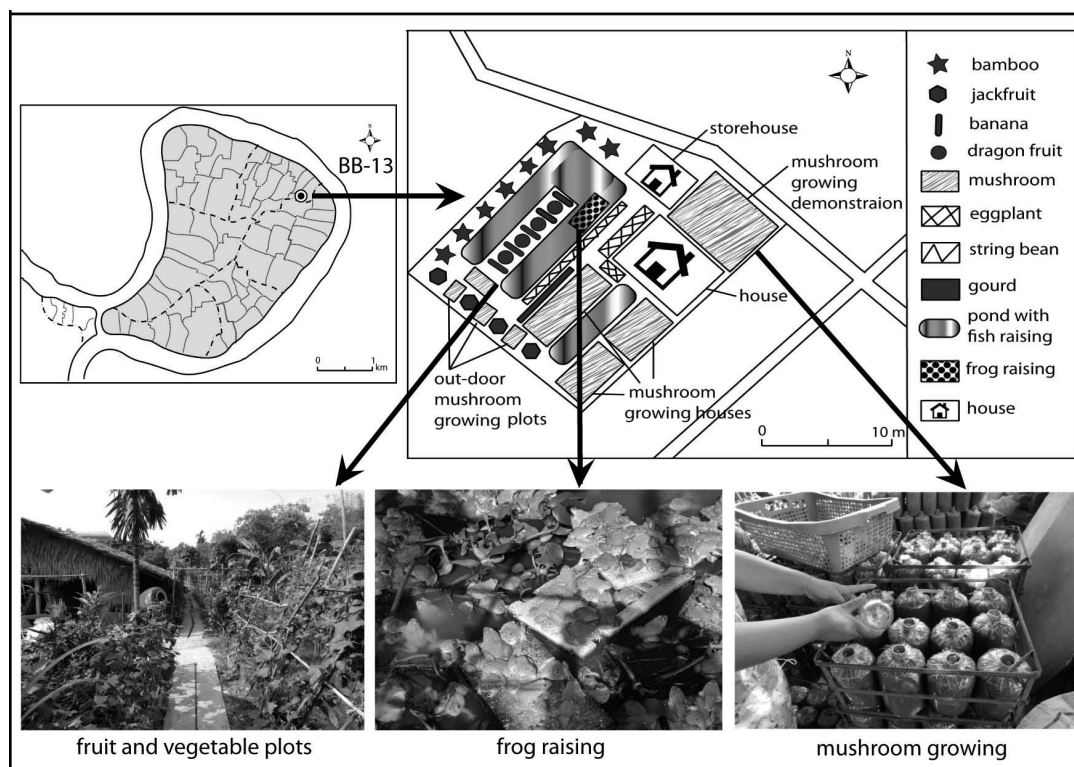 N
BB-13
0
1
km
N
storehouse
mushroom
growing
demonstraion
house
out-door
mushroom
growing plots
mushroom
growing houses
0
10 m
bamboo
jackfruit
banana
dragon fruit
mushroom
eggplant
string bean
gourd
pond with
fish raising
frog raising
house
fruit and vegetable plots
frog raising
mushroom growing